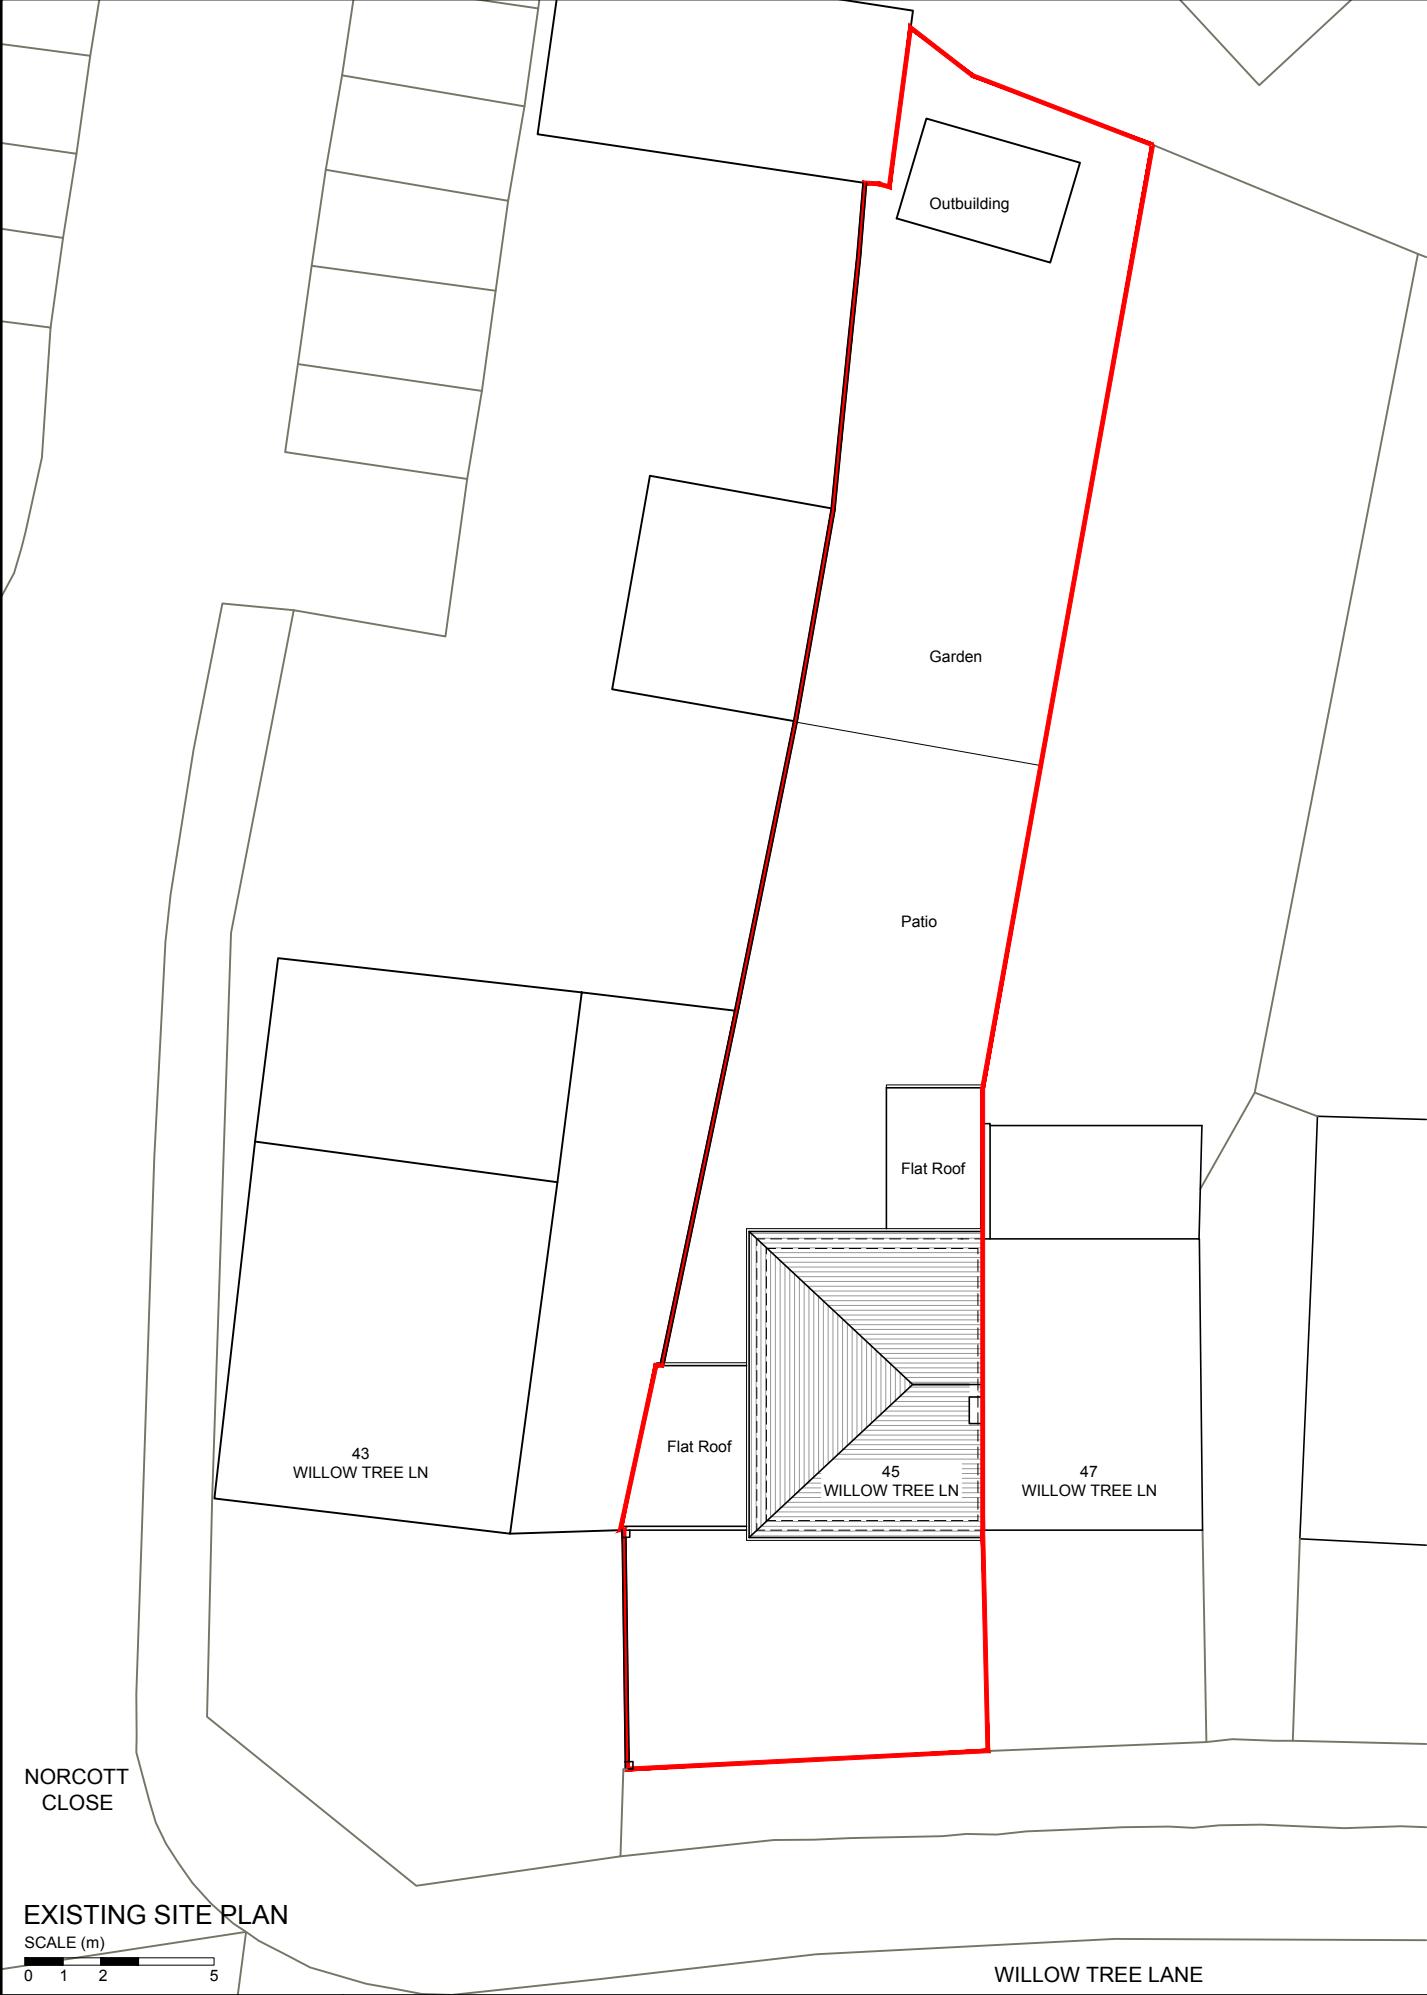 Outbuilding
Garden
Patio
Flat Roof
Flat Roof
43
WILLOW TREE LN
45
WILLOW TREE LN
47
WILLOW TREE LN
NORCOTT
CLOSE
EXISTING SITE PLAN
SCALE (m)
0 1 2 5
WILLOW TREE LANE